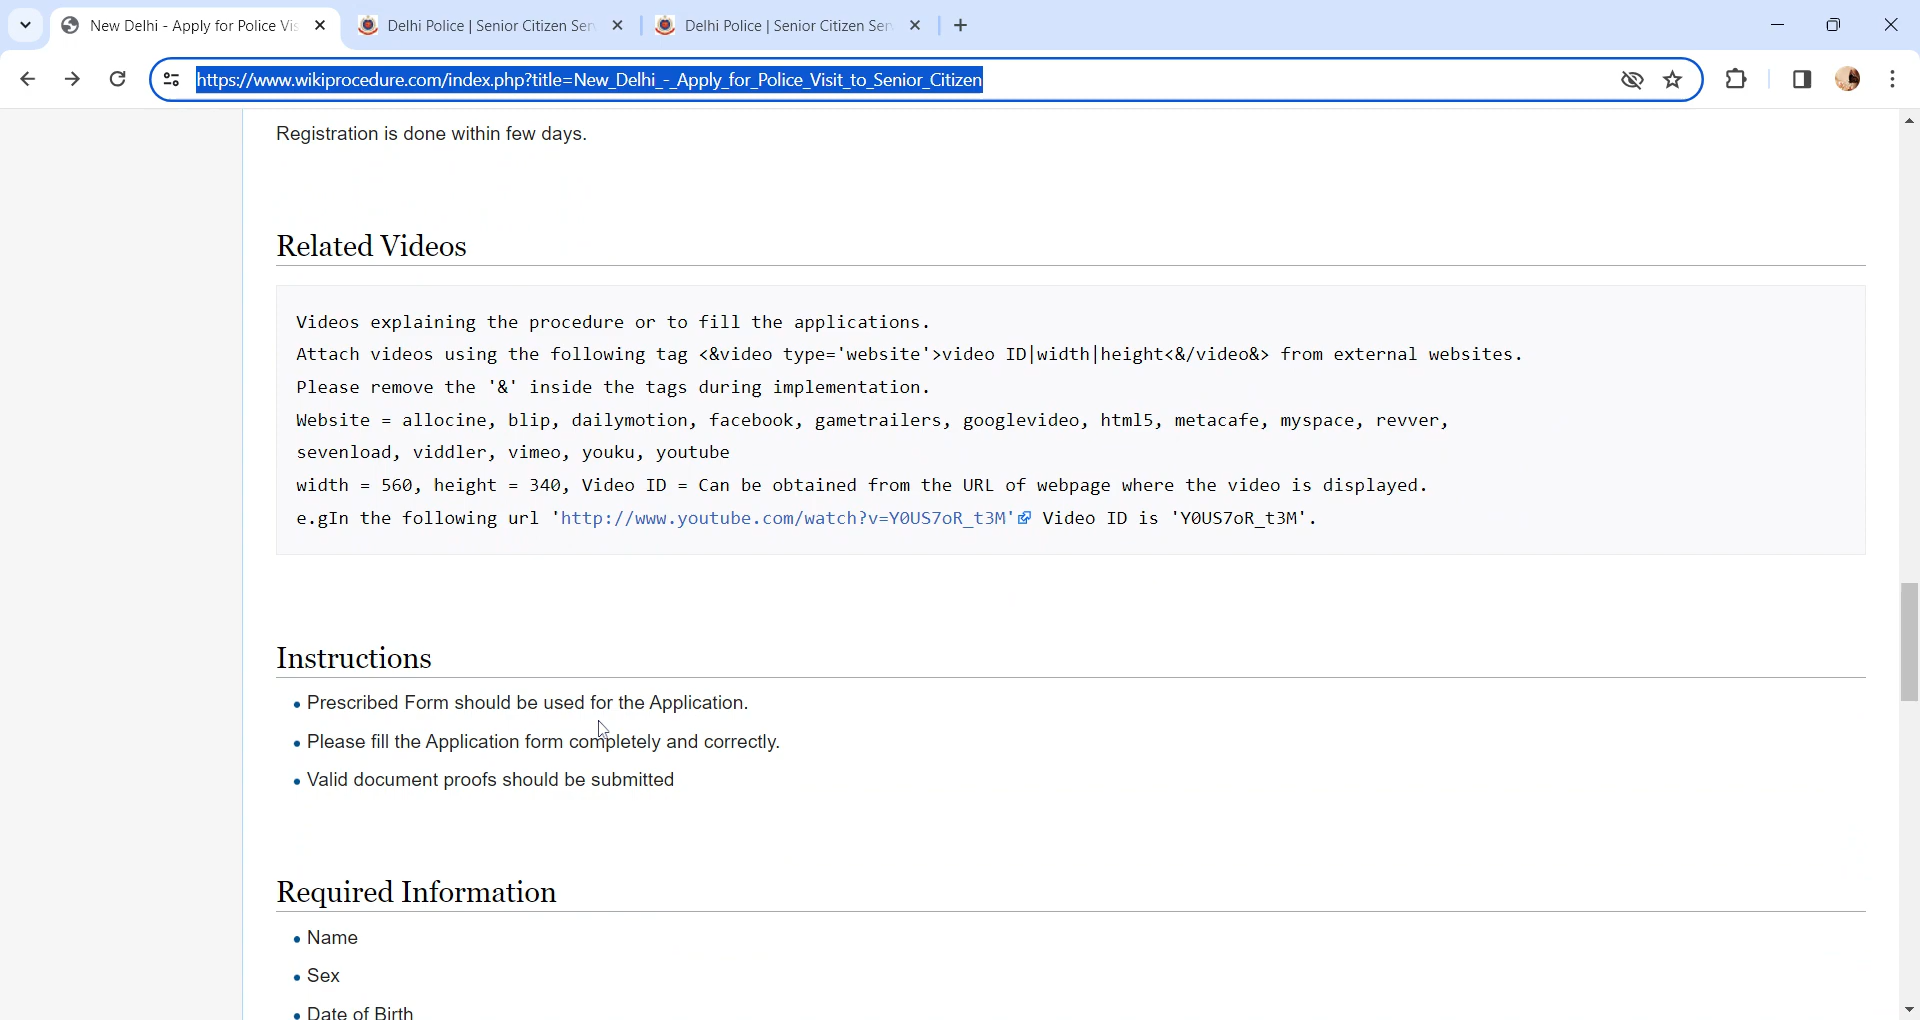 New Delhi - Apply for Police Vis
Delhi Police | Senior Citizen Ser
Delhi Police | Senior Citizen Ser
https://www.wikiprocedure.com/index.php?title=New_Delhi_-_Apply_for_Police_Visit_to_Senior_Citizen
Registration is done within few days.
Related Videos
Videos explaining the procedure or to fill the applications.
Attach videos using the following tag <&video type='website'>video ID|width|height<&/video&> from external websites.
Please remove the '&' inside the tags during implementation.
Website = allocine, blip, dailymotion, facebook, gametrailers, googlevideo, html5, metacafe, myspace, revver,
sevenload, viddler, vimeo, youku, youtube
width = 560, height = 340, Video ID = Can be obtained from the URL of webpage where the video is displayed.
e.gIn the following url 'http://www.youtube.com/watch?v=Y0US7oR_t3M' Video ID is 'Y0US7oR_t3M'.
Instructions
• Prescribed Form should be used for the Application.
• Please fill the Application form completely and correctly.
• Valid document proofs should be submitted
Required Information
• Name
• Sex
• Date of Birth